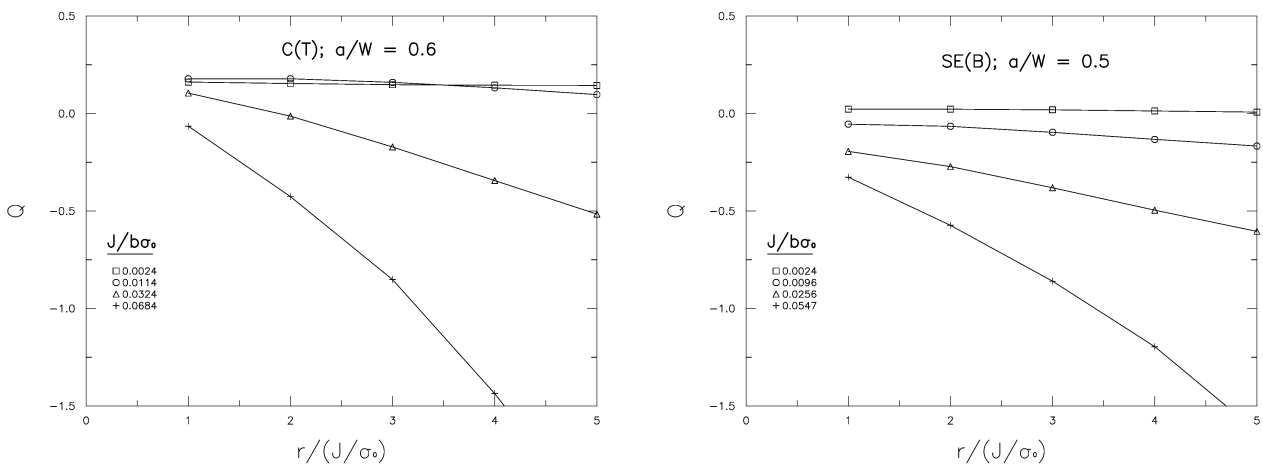 C(T); a/W = 0.6
0.5
0.0
−0.5
−1.0
−1.5
Q
J/bσ₀
0.0024
0.0114
0.0324
0.0684
0 1 2 3 4 5
r/(J/σ₀)
SE(B); a/W = 0.5
0.5
0.0
−0.5
−1.0
−1.5
Q
J/bσ₀
0.0024
0.0096
0.0256
0.0547
0 1 2 3 4 5
r/(J/σ₀)